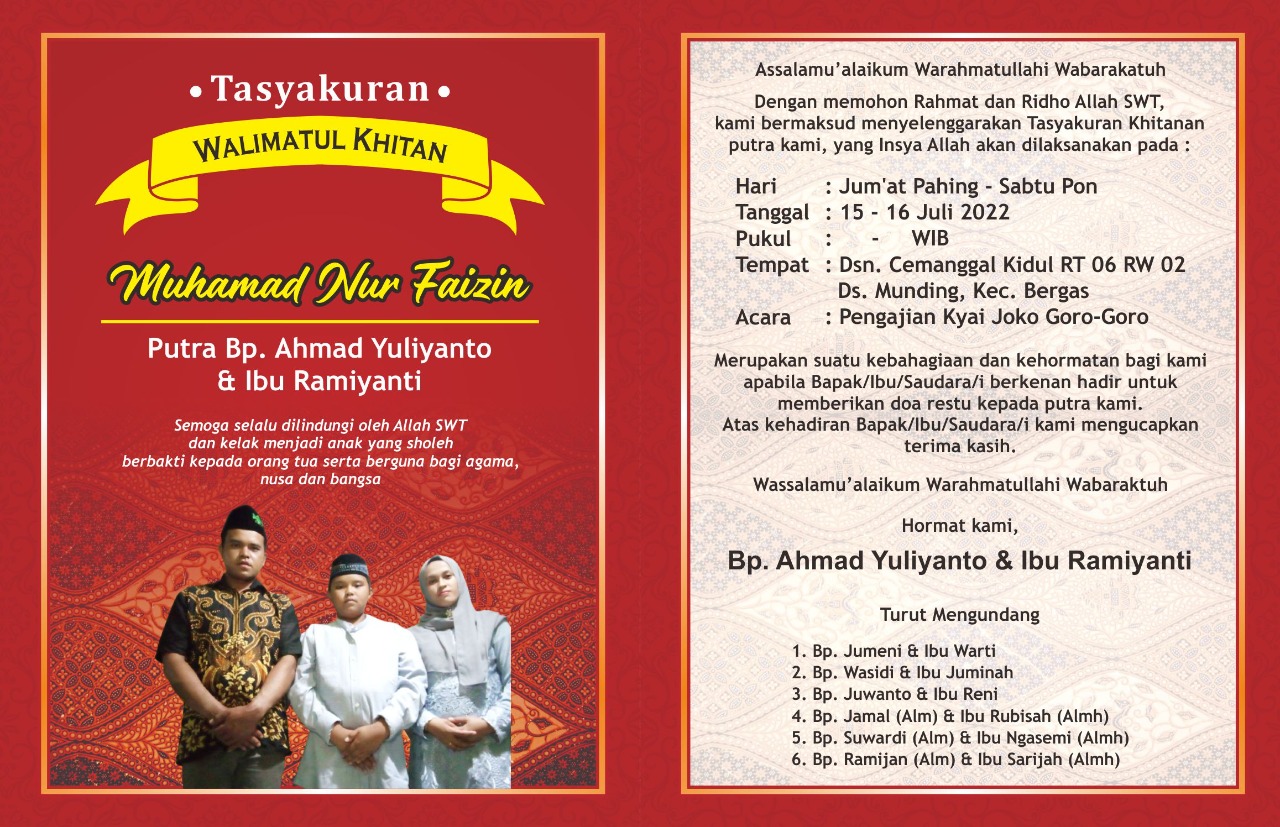 • Tasyakuran •
WALIMATUL KHITAN
Muhamad Nur Faizin
Putra Bp. Ahmad Yuliyanto
& Ibu Ramiyanti
Semoga selalu dilindungi oleh Allah SWT
dan kelak menjadi anak yang sholeh
berbakti kepada orang tua serta berguna bagi agama,
nusa dan bangsa
Assalamu’alaikum Warahmatullahi Wabarakatuh
Dengan memohon Rahmat dan Ridho Allah SWT,
kami bermaksud menyelenggarakan Tasyakuran Khitanan
putra kami, yang Insya Allah akan dilaksanakan pada :
Hari : Jum'at Pahing - Sabtu Pon
Tanggal : 15 - 16 Juli 2022
Pukul : - WIB
Tempat : Dsn. Cemanggal Kidul RT 06 RW 02
Ds. Munding, Kec. Bergas
Acara : Pengajian Kyai Joko Goro-Goro
Merupakan suatu kebahagiaan dan kehormatan bagi kami
apabila Bapak/Ibu/Saudara/i berkenan hadir untuk
memberikan doa restu kepada putra kami.
Atas kehadiran Bapak/Ibu/Saudara/i kami mengucapkan
terima kasih.
Wassalamu’alaikum Warahmatullahi Wabaraktuh
Hormat kami,
Bp. Ahmad Yuliyanto & Ibu Ramiyanti
Turut Mengundang
1. Bp. Jumeni & Ibu Warti
2. Bp. Wasidi & Ibu Juminah
3. Bp. Juwanto & Ibu Reni
4. Bp. Jamal (Alm) & Ibu Rubisah (Almh)
5. Bp. Suwardi (Alm) & Ibu Ngasemi (Almh)
6. Bp. Ramijan (Alm) & Ibu Sarijah (Almh)